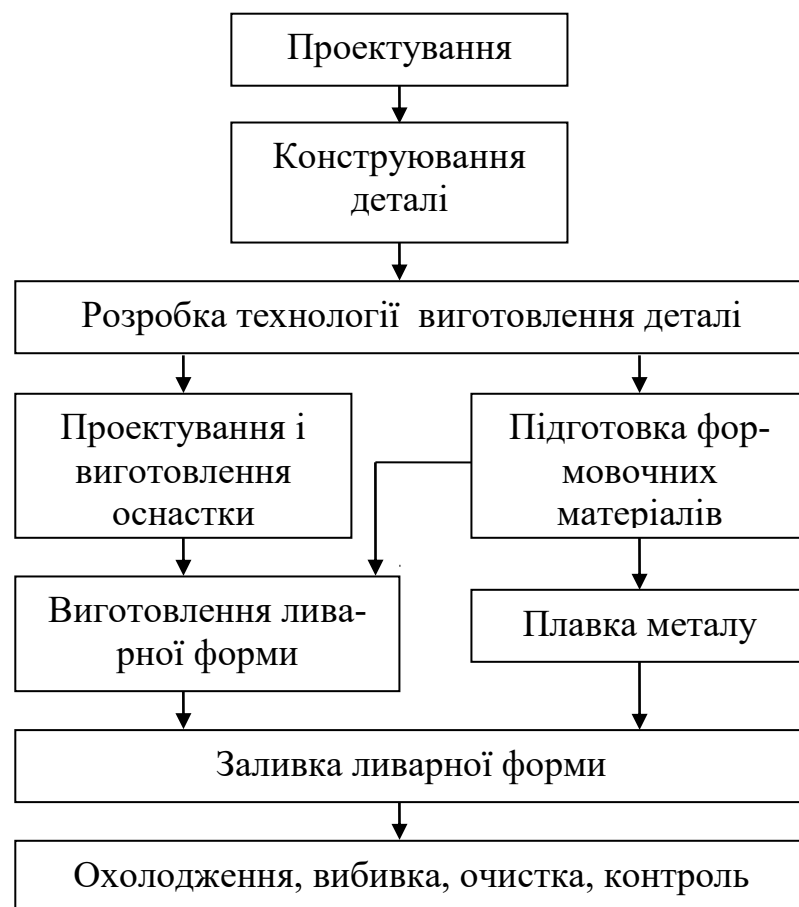 Проектування
Конструювання
деталі
Розробка технології виготовлення деталі
Проектування і
виготовлення
оснастки
Підготовка фор-
мовочних
матеріалів
Виготовлення лива-
рної форми
Плавка металу
Заливка ливарної форми
Охолодження, вибивка, очистка, контроль